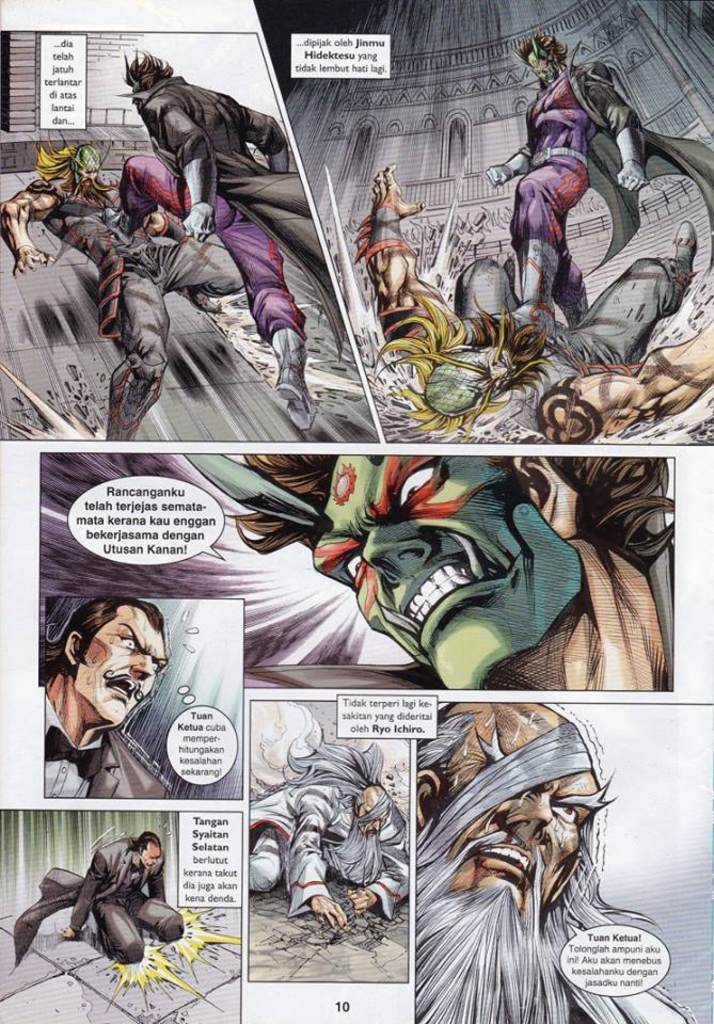 ...dia
telah
jatuh
terlantar
di atas
lantai
dan...
...dipijak oleh Jinmu
Hidektesu yang
tidak lembut hati lagi.
Rancanganku
telah terjejas semata-
mata kerana kau enggan
bekerjasama dengan
Utusan Kanan!
Tuan
Ketua cuba
memper-
hitungakan
kesalahan
sekarang!
Tidak terperi lagi ke-
sakitan yang dideritai
oleh Ryo Ichiro.
Tangan
Syaitan
Selatan
berlutut
kerana takut
dia juga akan
kena denda.
Tuan Ketua!
Tolonglah ampuni aku
ini! Aku akan menebus
kesalahanku dengan
jasadku nanti!
10